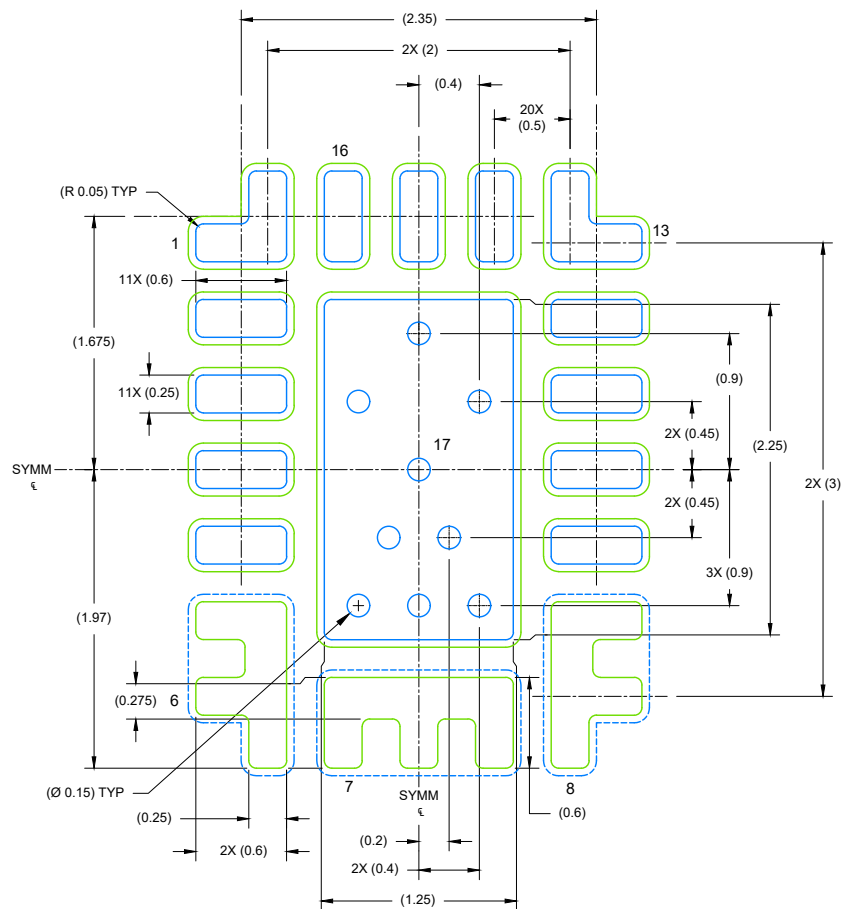 (2.35)
2X (2)
(0.4)
20X
(0.5)
16
(R 0.05) TYP
1
13
11X (0.6)
(1.675)
11X (0.25)
(0.9)
2X (0.45)
17
(2.25)
SYMM
℄
2X (3)
2X (0.45)
3X (0.9)
(1.97)
(0.275)
6
(Ø 0.15) TYP
7
SYMM
℄
8
(0.25)
(0.6)
(0.2)
2X (0.6)
2X (0.4)
(1.25)